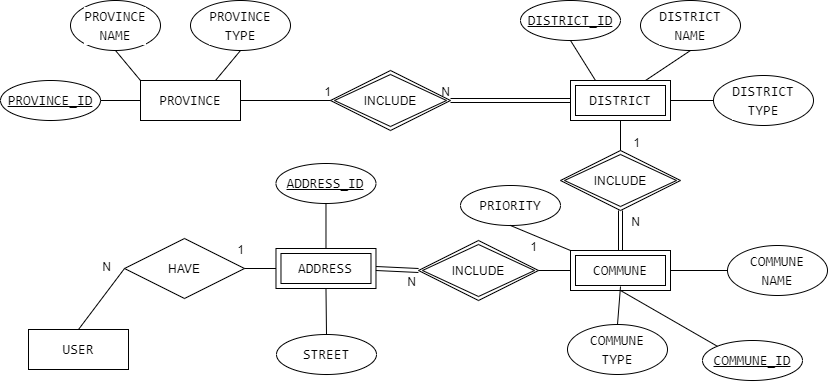 PROVINCE
NAME
PROVINCE
TYPE
DISTRICT_ID
DISTRICT
NAME
PROVINCE_ID
PROVINCE
1
INCLUDE
N
DISTRICT
DISTRICT
TYPE
1
INCLUDE
N
ADDRESS_ID
PRIORITY
N
HAVE
1
ADDRESS
N
INCLUDE
1
COMMUNE
COMMUNE
NAME
USER
STREET
COMMUNE
TYPE
COMMUNE_ID